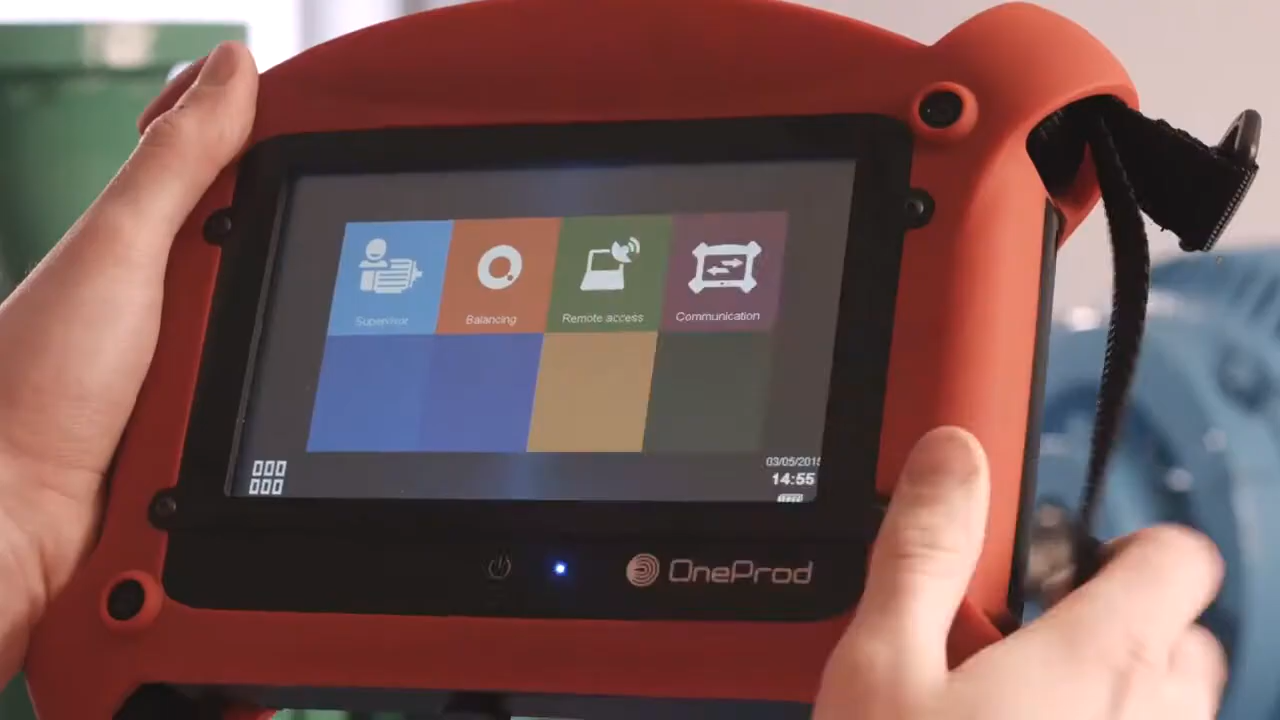 Supervisor
Balancing
Remote access
Communication
03/05/2015
14:55
OneProd